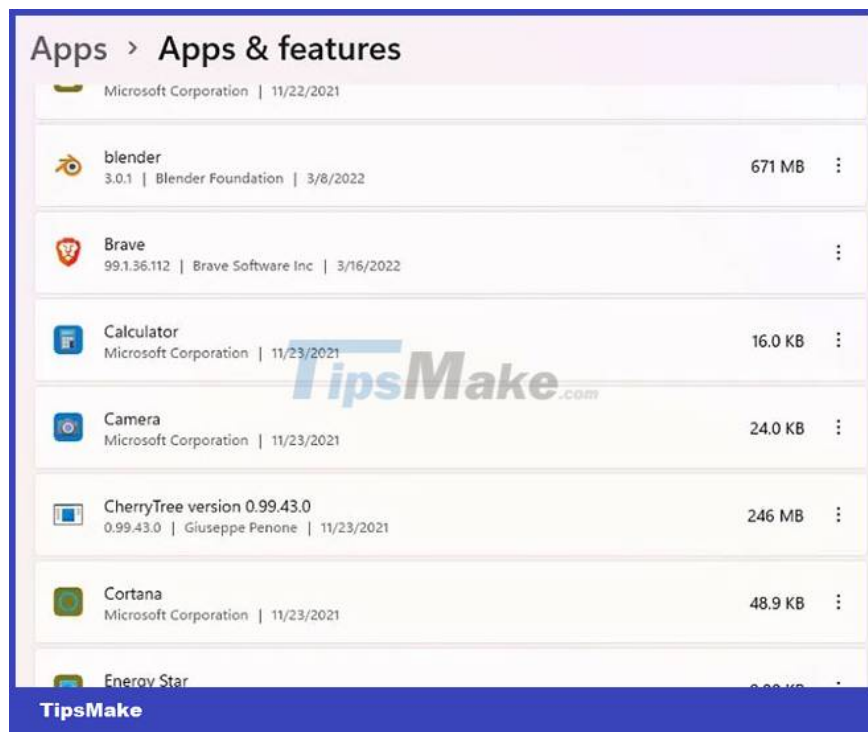 Apps > Apps & features
Microsoft Corporation | 11/22/2021
blender
671 MB
3.0.1 | Blender Foundation | 3/8/2022
Brave
99.1.36.112 | Brave Software Inc | 3/16/2022
Calculator
16.0 KB
Microsoft Corporation | 11/23/2021
TipsMake.com
Camera
24.0 KB
Microsoft Corporation | 11/23/2021
CherryTree version 0.99.43.0
246 MB
0.99.43.0 | Giuseppe Penone | 11/23/2021
Cortana
48.9 KB
Microsoft Corporation | 11/23/2021
Energy Star
TipsMake